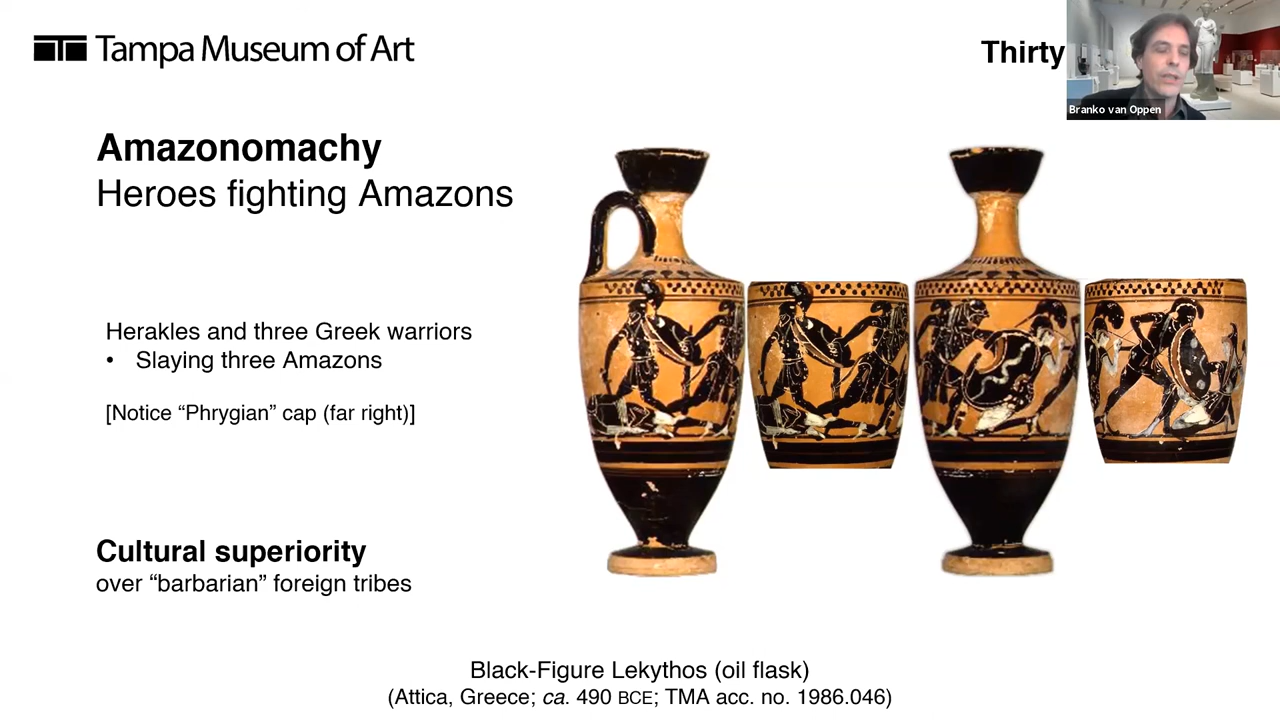 Tampa Museum of Art
Thirty
Branko van Oppen
Amazonomachy
Heroes fighting Amazons
Herakles and three Greek warriors
• Slaying three Amazons
[Notice “Phrygian” cap (far right)]
Cultural superiority
over “barbarian” foreign tribes
Black-Figure Lekythos (oil flask)
(Attica, Greece; ca. 490 BCE; TMA acc. no. 1986.046)